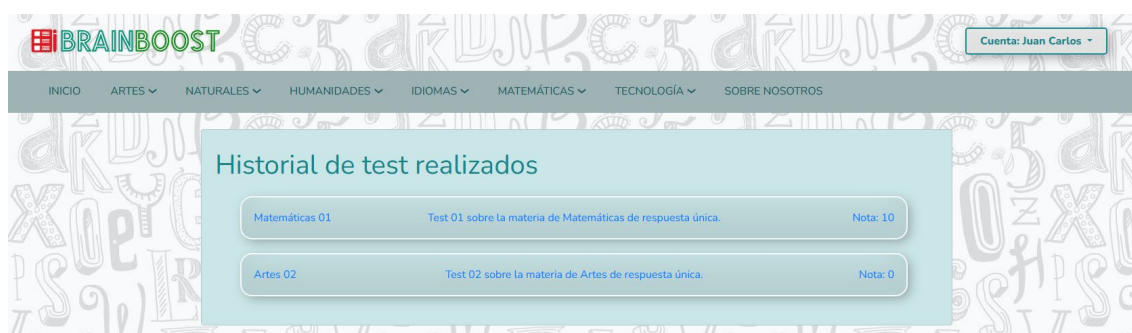 BRAINBOOST
Cuenta: Juan Carlos
INICIO ARTES NATURALES HUMANIDADES IDIOMAS MATEMÁTICAS TECNOLOGÍA SOBRE NOSOTROS
Historial de test realizados
Matemáticas 01 Test 01 sobre la materia de Matemáticas de respuesta única. Nota: 10
Artes 02 Test 02 sobre la materia de Artes de respuesta única. Nota: 0